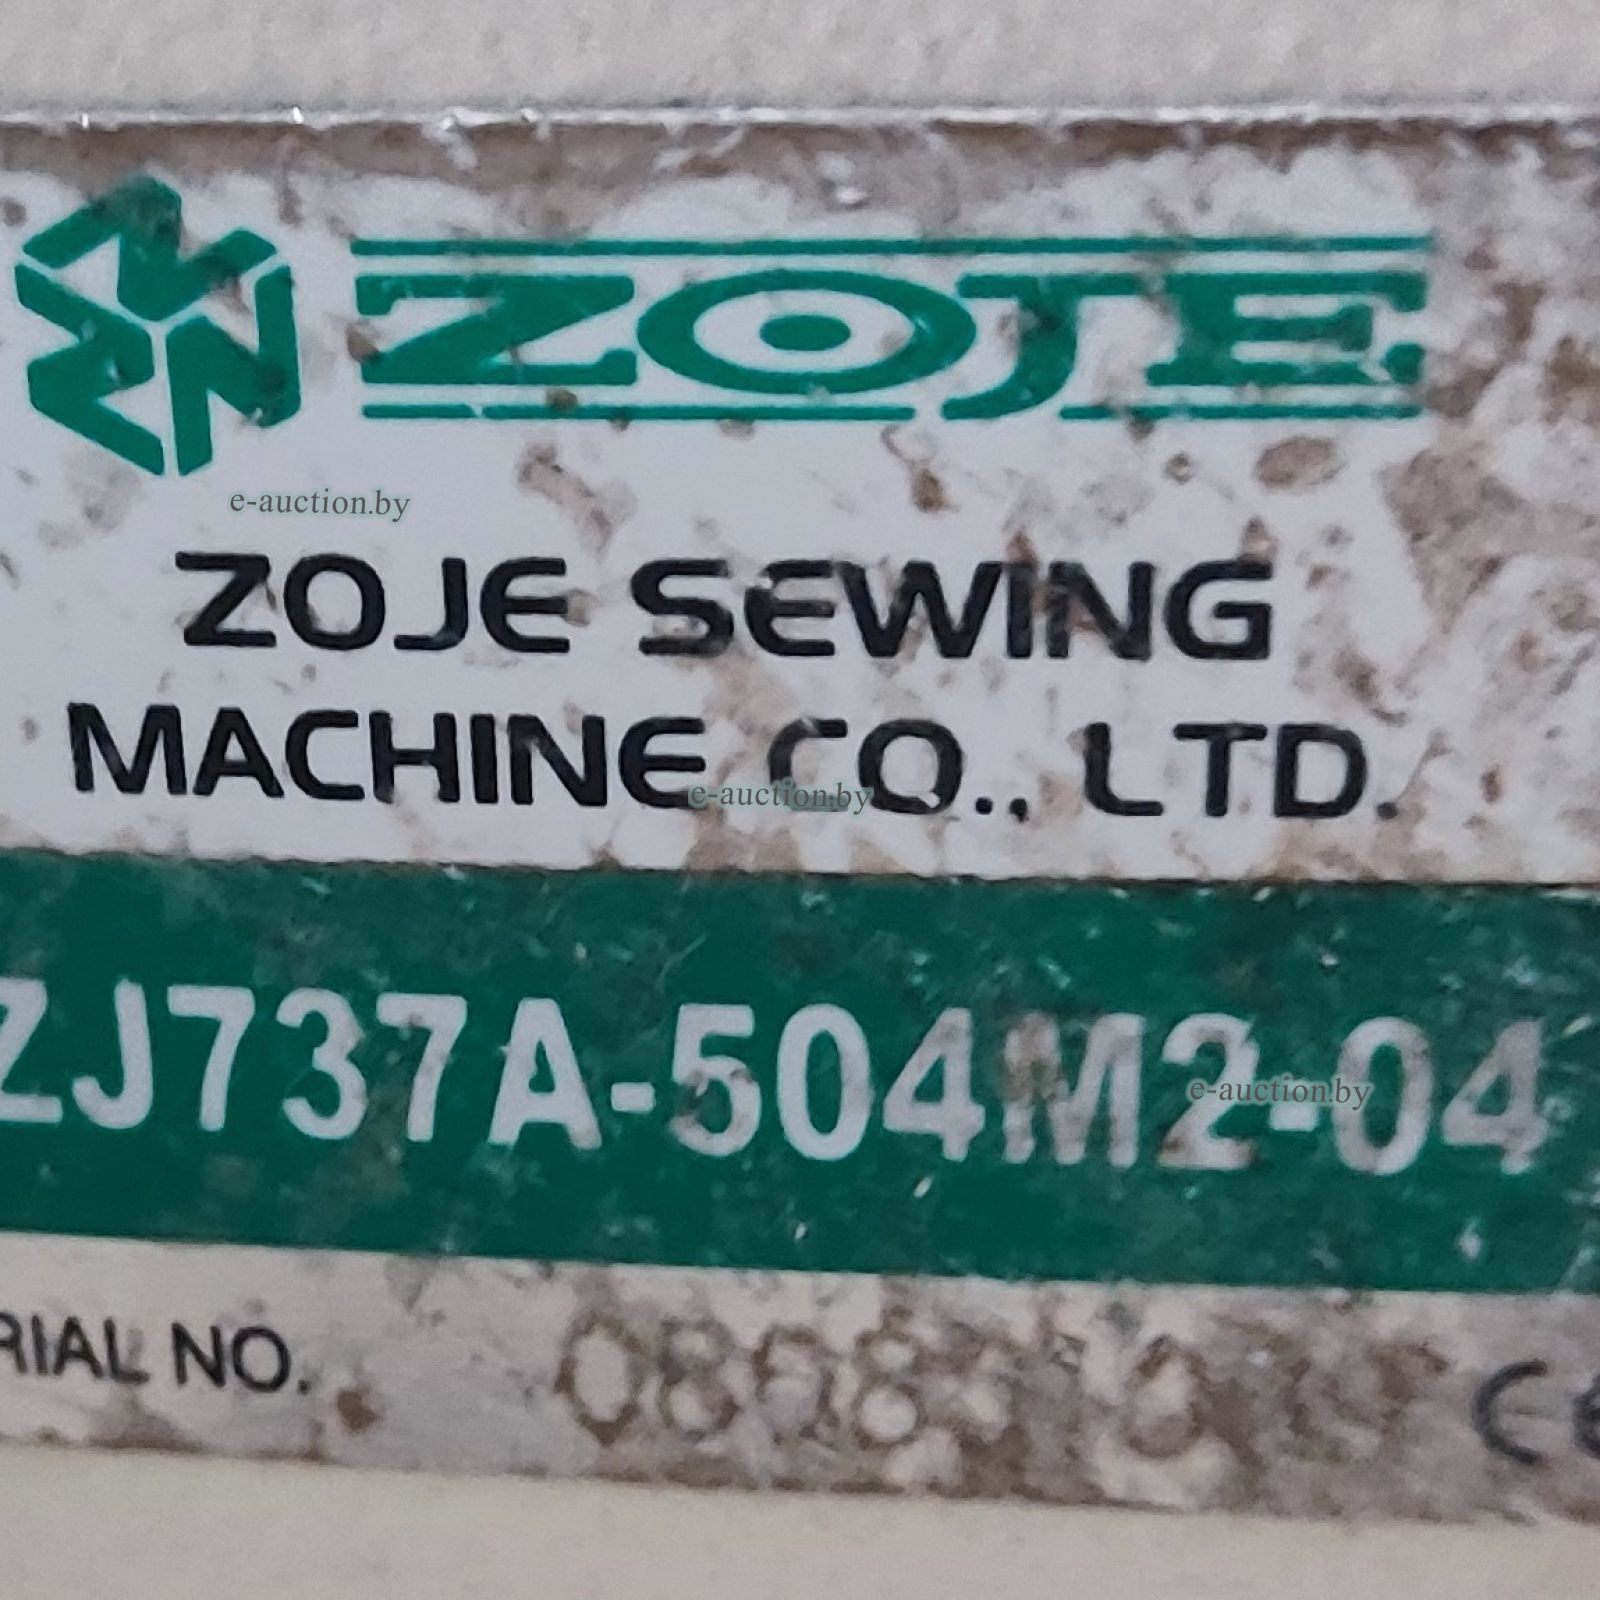 ZOJE
e-auction.by
ZOJE SEWING
MACHINE CO., LTD.
e-auction.by
ZJ737A-504M2-04
e-auction.by
RIAL NO.